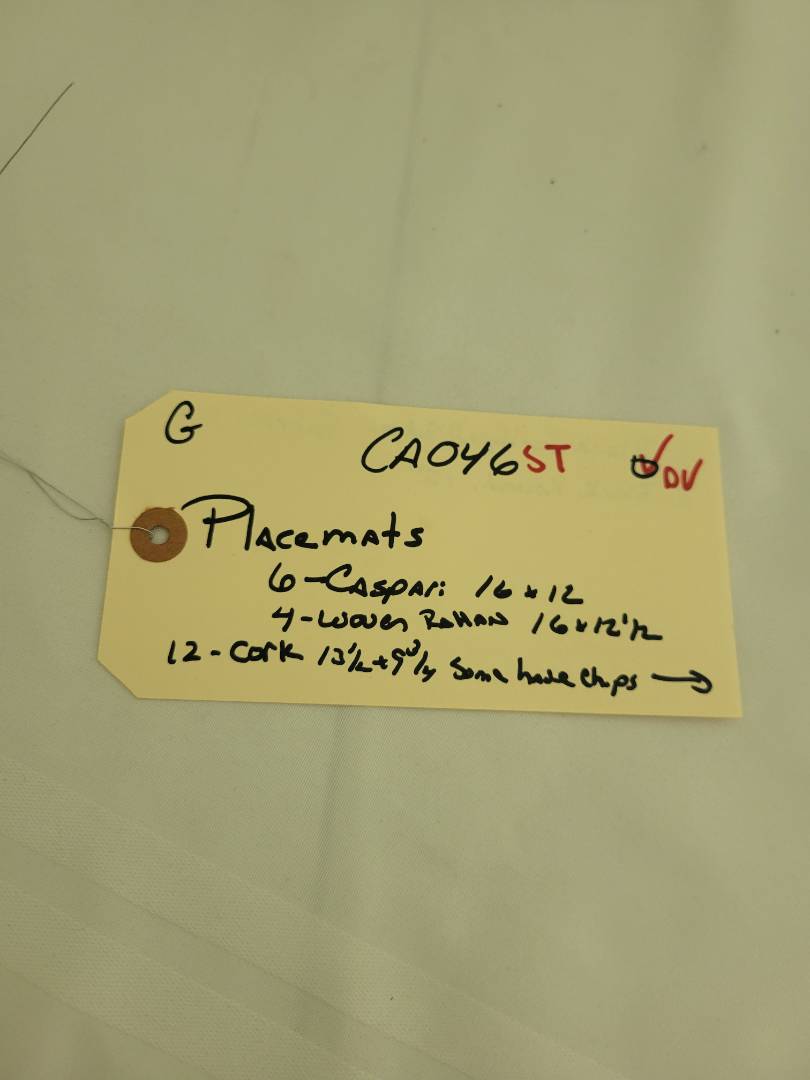 G
CA046ST DV
Placemats
6-Caspari 16 x 12
4-Woven Rattan 16 x 12 1/2
12-Cork 13 1/2 x 9 3/4 Some have chips →